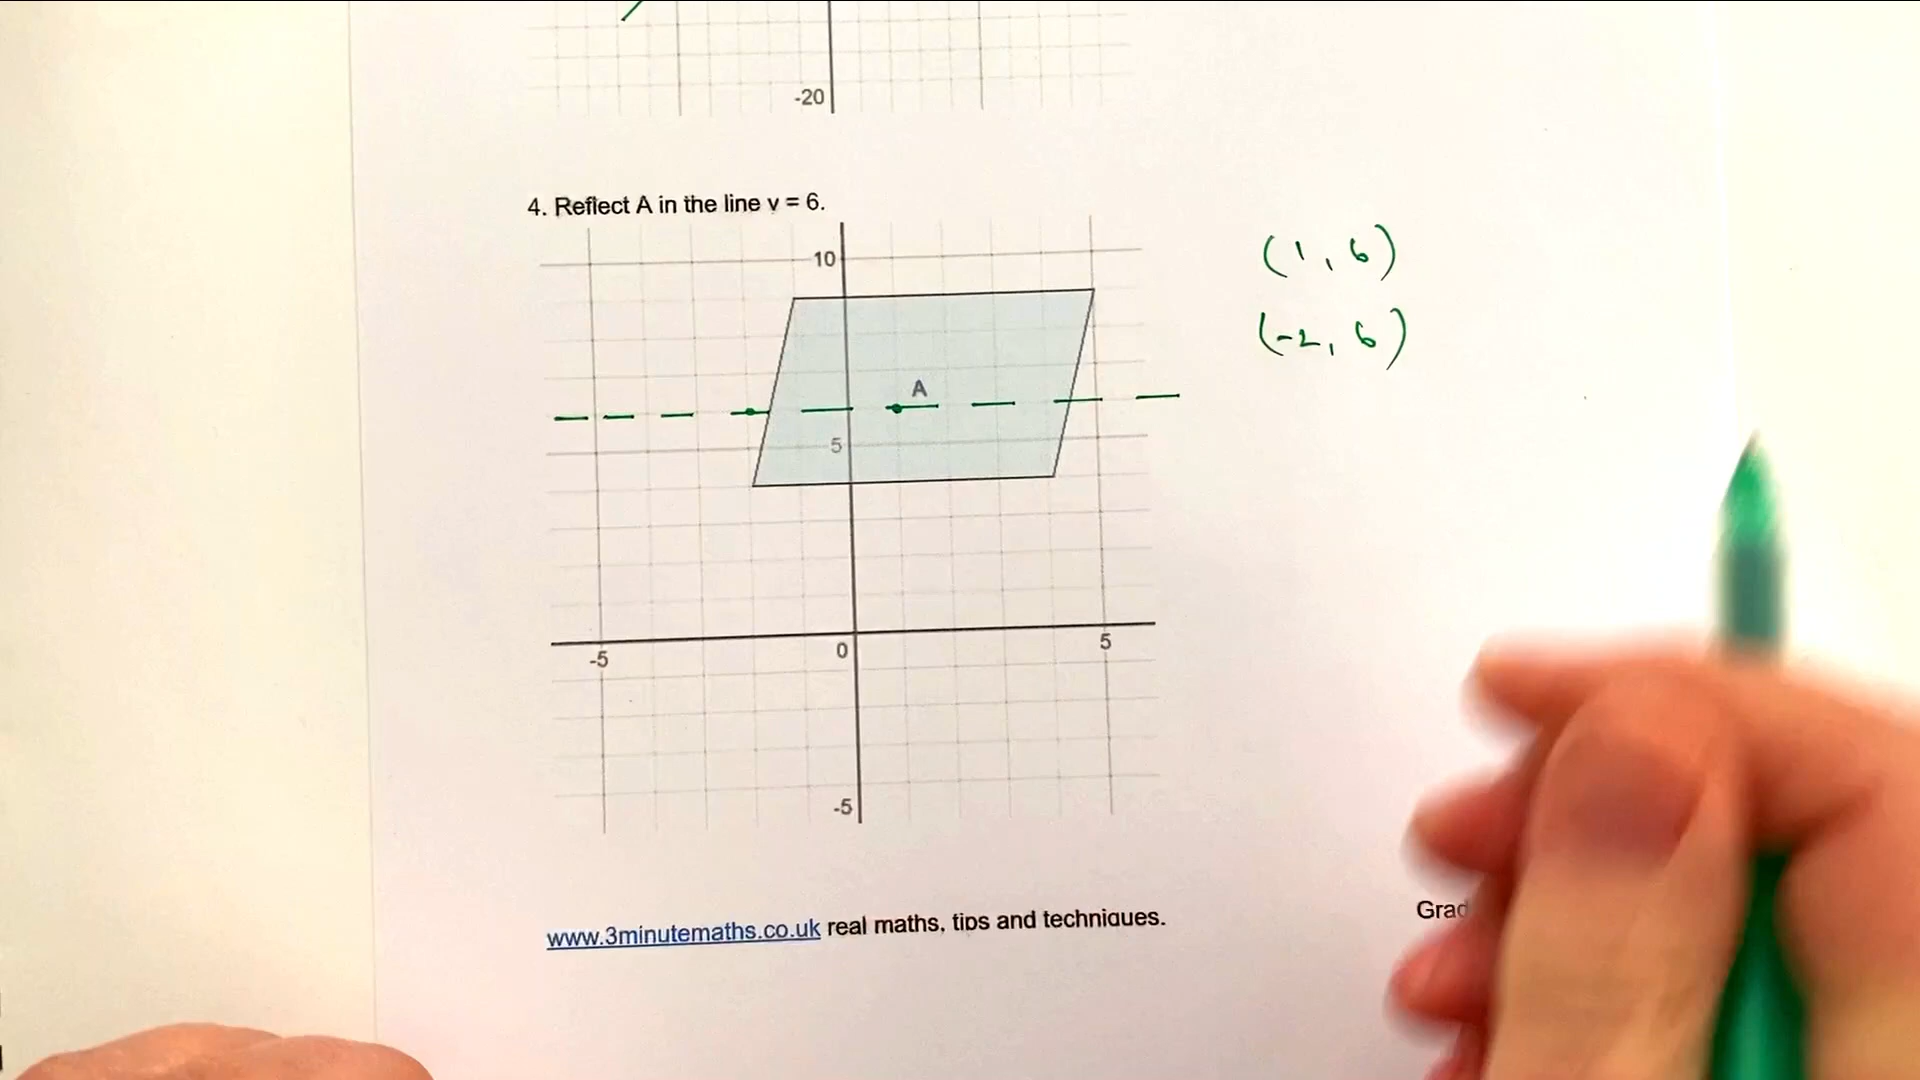 -20
4. Reflect A in the line y = 6.
10
(1, 6)
(-2, 6)
A
5
-5
0
5
-5
Grad
www.3minutemaths.co.uk real maths, tips and techniques.